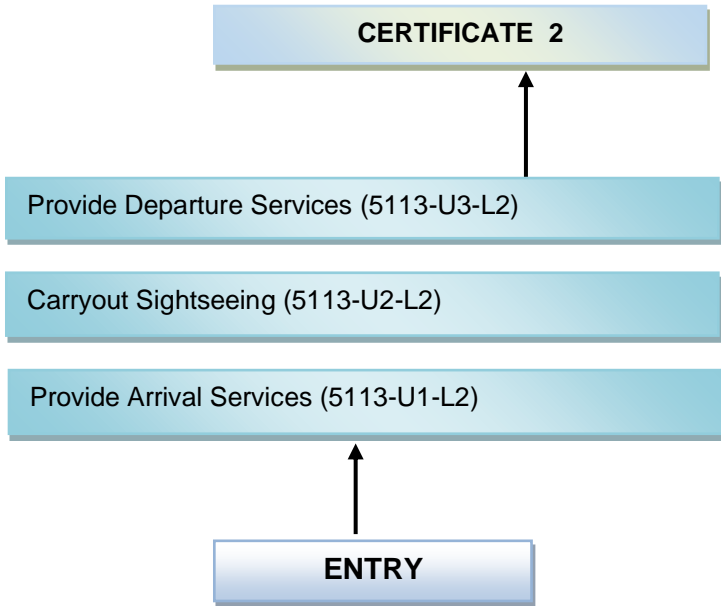 CERTIFICATE 2
Provide Departure Services (5113-U3-L2)
Carryout Sightseeing (5113-U2-L2)
Provide Arrival Services (5113-U1-L2)
ENTRY